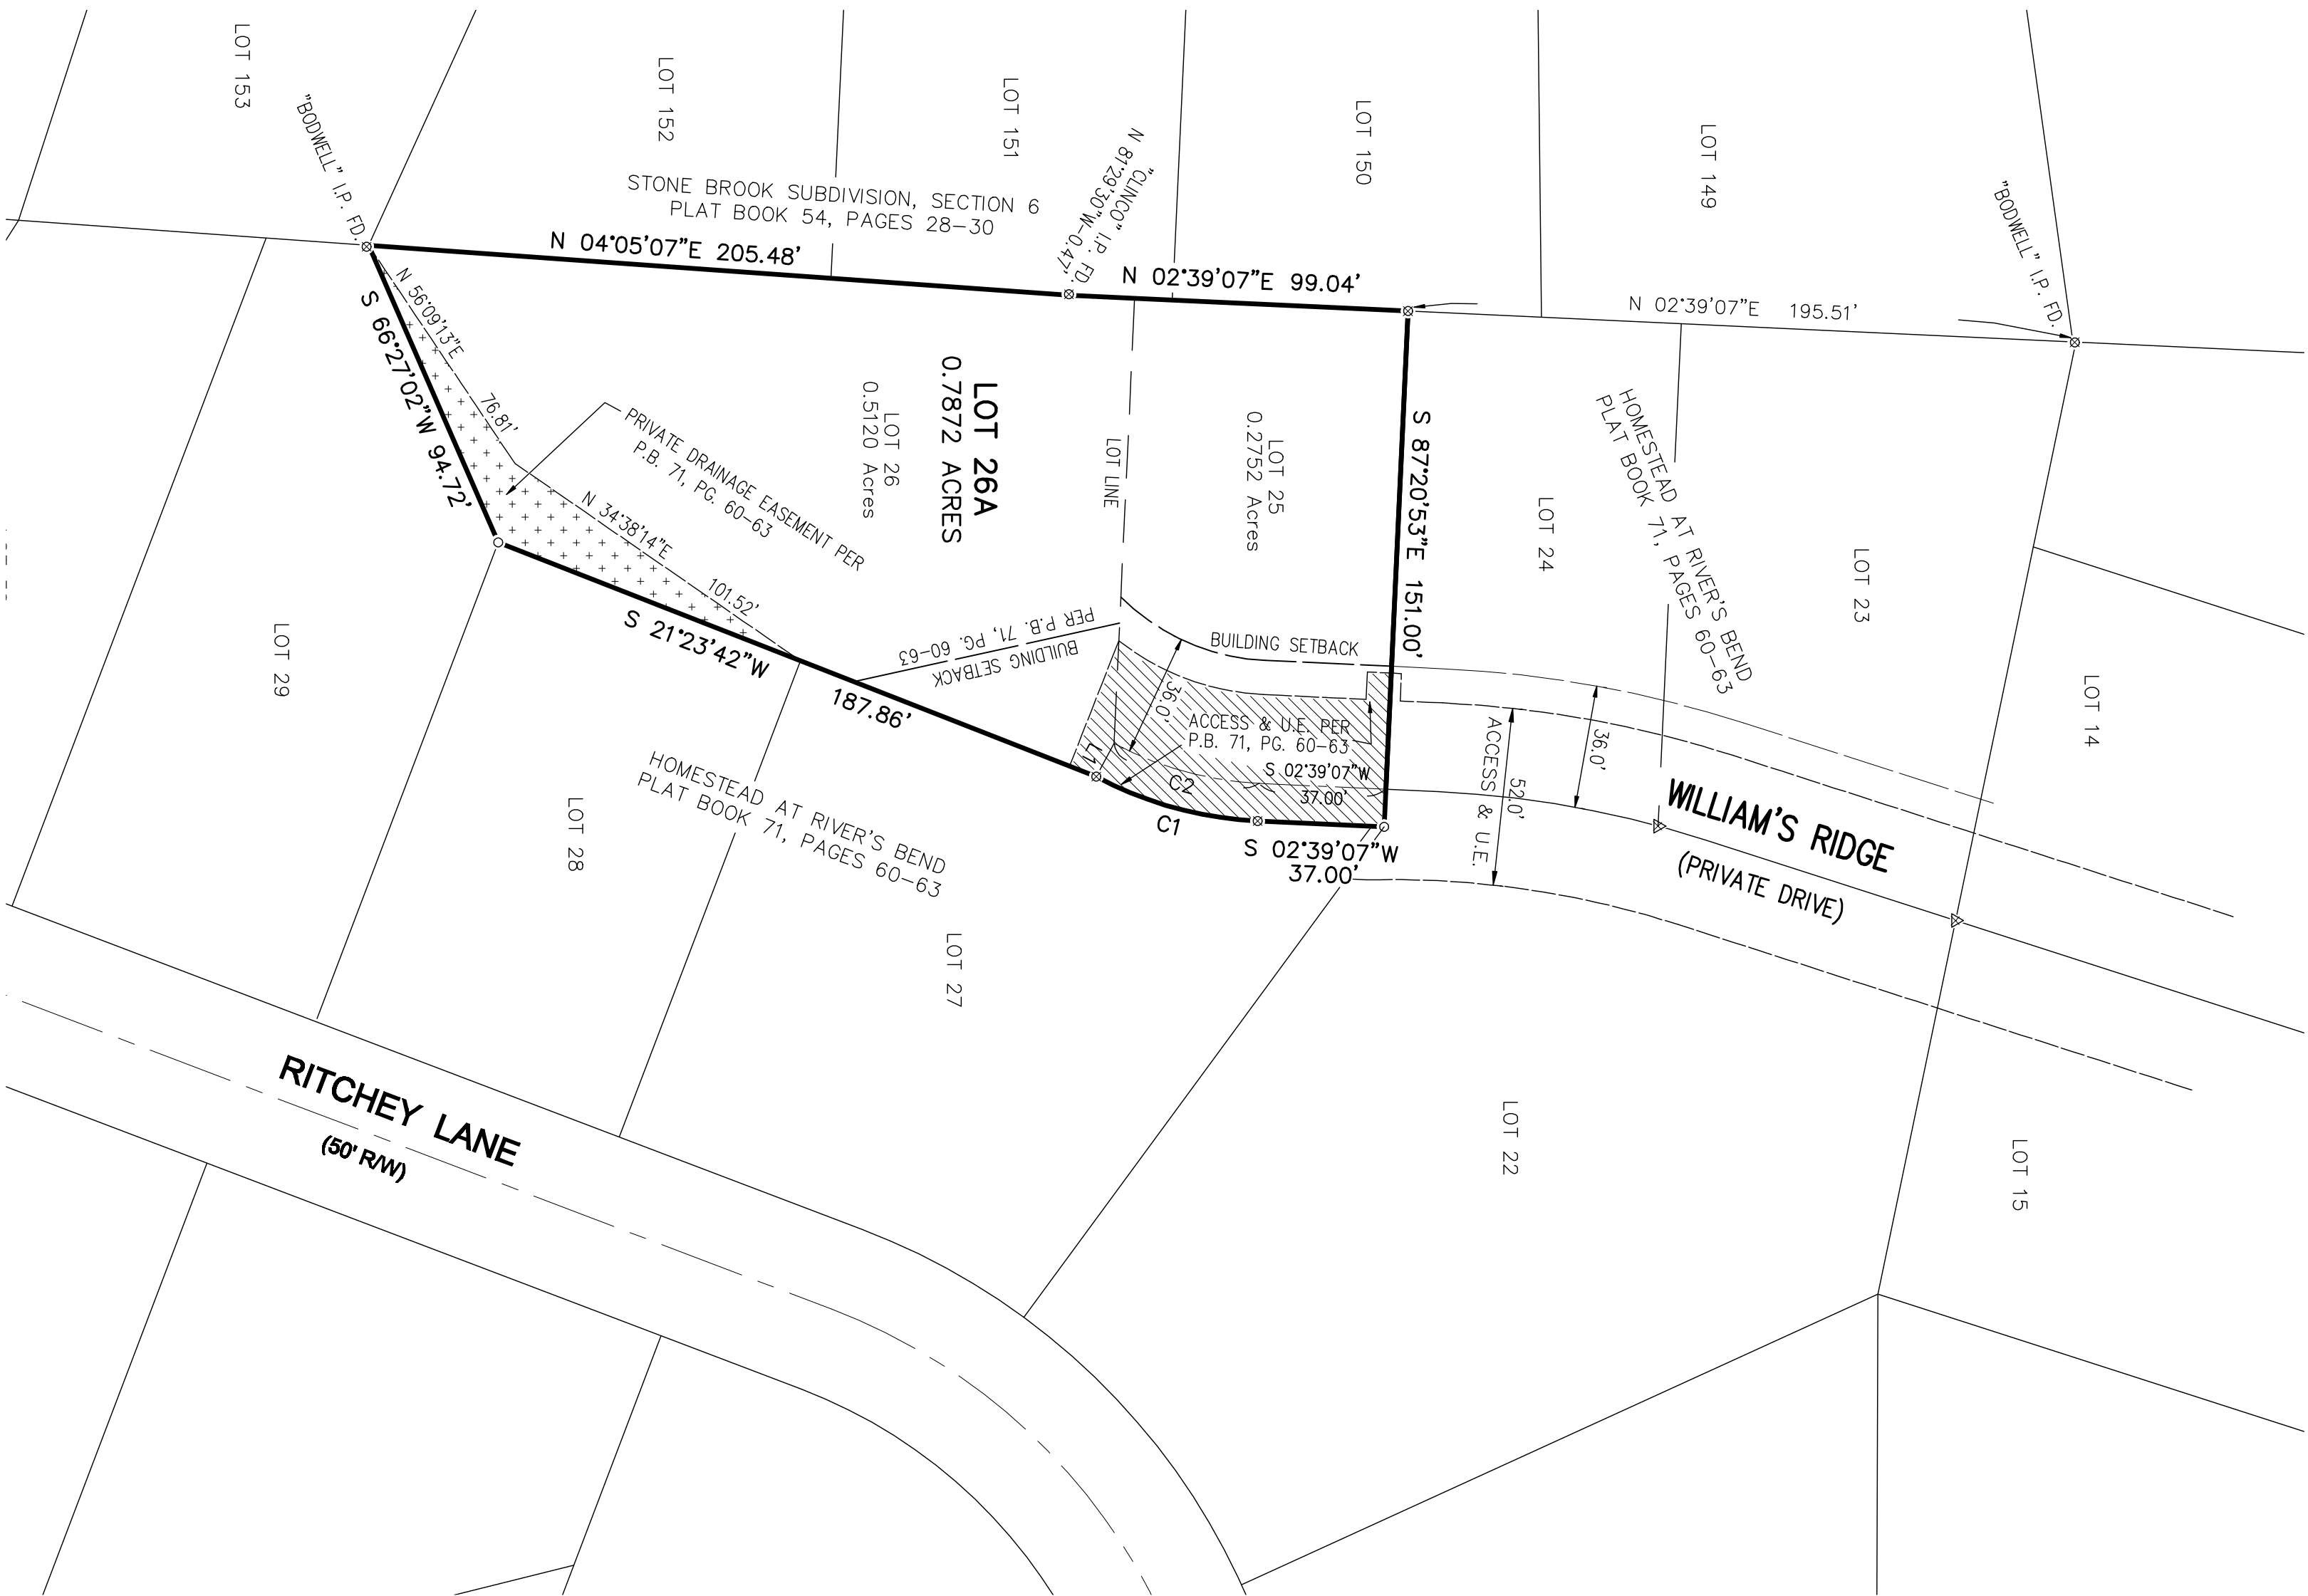 LOT 153
LOT 152
LOT 151
LOT 150
LOT 149
"BODWELL" I.P. FD.
STONE BROOK SUBDIVISION, SECTION 6
PLAT BOOK 54, PAGES 28-30
"CLINCO" I.P. FD.
N 81°29'30"W-0.47'
"BODWELL" I.P. FD.
N 04°05'07"E 205.48'
N 02°39'07"E 99.04'
N 02°39'07"E 195.51'
N 56°09'13"E
76.81'
S 66°27'02"W 94.72'
PRIVATE DRAINAGE EASEMENT PER
P.B. 71, PG. 60-63
N 34°38'14"E
101.52'
LOT 26A
0.7872 ACRES
LOT 26
0.5120 Acres
LOT LINE
LOT 25
0.2752 Acres
S 87°20'53"E 151.00'
LOT 24
HOMESTEAD AT RIVER'S BEND
PLAT BOOK 71, PAGES 60-63
LOT 23
LOT 14
BUILDING SETBACK
BUILDING SETBACK
PER P.B. 71, PG. 60-63
36.0'
ACCESS & U.E. PER
P.B. 71, PG. 60-63
S 02°39'07"W
37.00'
L1
C2
C1
S 02°39'07"W
37.00'
S 21°23'42"W
187.86'
36.0'
52.0'
ACCESS & U.E.
WILLIAM'S RIDGE
(PRIVATE DRIVE)
LOT 29
LOT 28
HOMESTEAD AT RIVER'S BEND
PLAT BOOK 71, PAGES 60-63
LOT 27
LOT 22
LOT 15
RITCHEY LANE
(50' R/W)